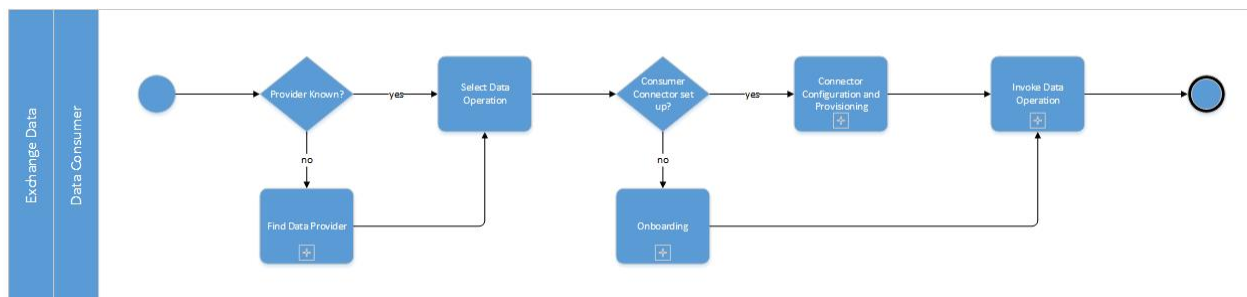 Exchange Data
Data Consumer
Provider Known?
yes
Select Data
Operation
Consumer
Connector set
up?
yes
Connector
Configuration and
Provisioning
Invoke Data
Operation
no
no
Find Data Provider
Onboarding